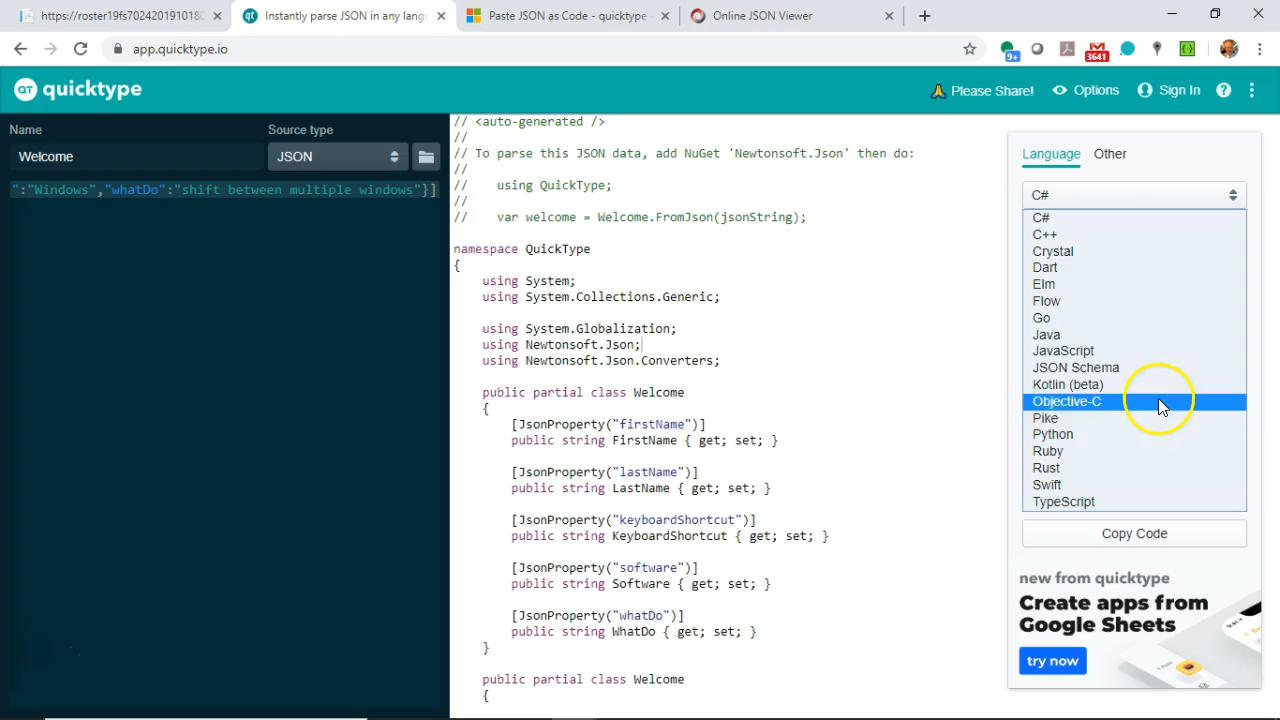 https://roster19fs7024201910180
Instantly parse JSON in any langu
Paste JSON as Code - quicktype -
Online JSON Viewer
app.quicktype.io
9+
3641
QT quicktype
Please Share!
Options
Sign In
?
Name
Source type
Welcome
JSON
":"Windows","whatDo":"shift between multiple windows"}]
// <auto-generated />
//
// To parse this JSON data, add NuGet 'Newtonsoft.Json' then do:
//
//    using QuickType;
//
//    var welcome = Welcome.FromJson(jsonString);
namespace QuickType
{
    using System;
    using System.Collections.Generic;
    using System.Globalization;
    using Newtonsoft.Json;
    using Newtonsoft.Json.Converters;
    public partial class Welcome
    {
        [JsonProperty("firstName")]
        public string FirstName { get; set; }
        [JsonProperty("lastName")]
        public string LastName { get; set; }
        [JsonProperty("keyboardShortcut")]
        public string KeyboardShortcut { get; set; }
        [JsonProperty("software")]
        public string Software { get; set; }
        [JsonProperty("whatDo")]
        public string WhatDo { get; set; }
    }
    public partial class Welcome
    {
Language
Other
C#
C#
C++
Crystal
Dart
Elm
Flow
Go
Java
JavaScript
JSON Schema
Kotlin (beta)
Objective-C
Pike
Python
Ruby
Rust
Swift
TypeScript
Copy Code
new from quicktype
Create apps from
Google Sheets
try now